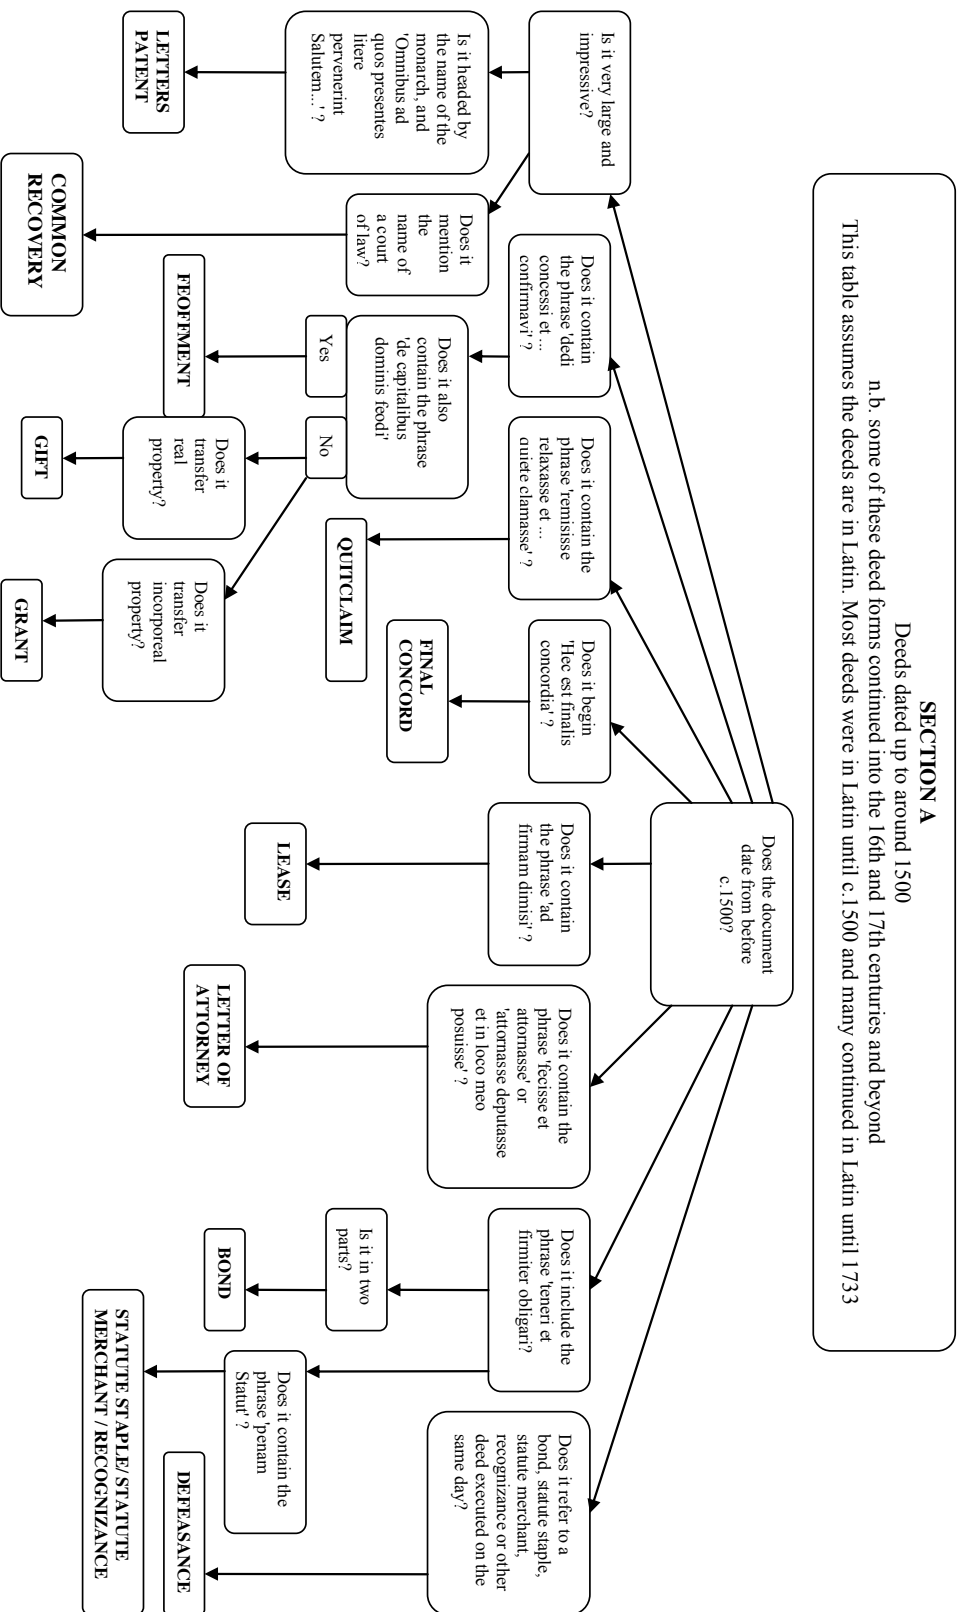 SECTION A
Deeds dated up to around 1500
n.b. some of these deed forms continued into the 16th and 17th centuries and beyond
This table assumes the deeds are in Latin. Most deeds were in Latin until c.1500 and many continued in Latin until 1733
Does the document
date from before
c.1500?
Is it very large and
impressive?
Is it headed by
the name of the
monarch, and
'Omnibus ad
quos presentes
litere
pervenerint
Salutem...' ?
LETTERS
PATENT
Does it
mention
the
name of
a court
of law?
COMMON
RECOVERY
Does it contain
the phrase 'dedi
concessi et ...
confirmavi' ?
Does it also
contain the phrase
'de capitalibus
dominis feodi'
Yes
No
FEOFFMENT
Does it
transfer
real
property?
GIFT
Does it
transfer
incorporeal
property?
GRANT
Does it contain the
phrase 'remisisse
relaxasse et ...
quiete clamasse' ?
QUITCLAIM
Does it begin
'Hec est finalis
concordia' ?
FINAL
CONCORD
Does it contain
the phrase 'ad
firmam dimisi' ?
LEASE
Does it contain the
phrase 'fecisse et
attornasse' or
'attornasse deputasse
et in loco meo
posuisse' ?
LETTER OF
ATTORNEY
Does it include the
phrase 'teneri et
firmiter obligari?
Is it in two
parts?
BOND
Does it contain the
phrase 'penam
Statut' ?
STATUTE STAPLE/ STATUTE
MERCHANT / RECOGNIZANCE
Does it refer to a
bond, statute staple,
statute merchant,
recognizance or other
deed executed on the
same day?
DEFEASANCE